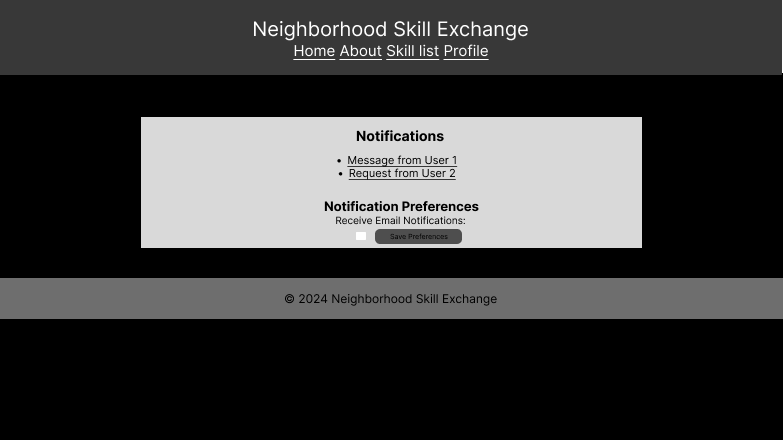 Neighborhood Skill Exchange
Home About Skill list Profile
Notifications
• Message from User 1
• Request from User 2
Notification Preferences
Receive Email Notifications:
Save Preferences
© 2024 Neighborhood Skill Exchange